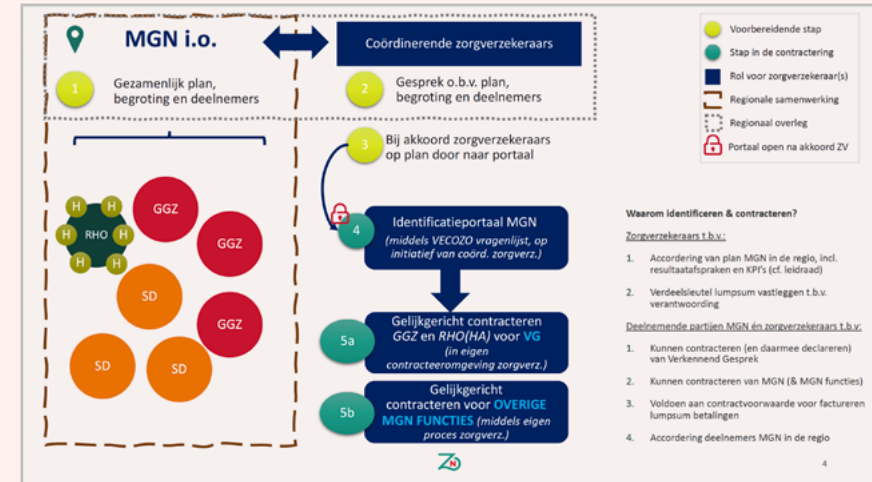 MGN i.o.
Coördinerende zorgverzekeraars
1
Gezamenlijk plan,
begroting en deelnemers
2
Gesprek o.b.v. plan,
begroting en deelnemers
3
Bij akkoord zorgverzekeraars
op plan door naar portaal
H
H
H
RHO
H
H
H
GGZ
GGZ
GGZ
SD
SD
SD
4
Identificatieportaal MGN
(middels VECOZO vragenlijst, op
initiatief van coörd. zorgverz.)
5a
Gelijkgericht contracteren
GGZ en RHO(HA) voor VG
(in eigen
contracteeromgeving zorgverz.)
5b
Gelijkgericht
contracteren voor OVERIGE
MGN FUNCTIES (middels eigen
proces zorgverz.)
Voorbereidende stap
Stap in de contractering
Rol voor zorgverzekeraar(s)
Regionale samenwerking
Regionaal overleg
Portaal open na akkoord ZV
Waarom identificeren & contracteren?
Zorgverzekeraars t.b.v.:
1. Accordering van plan MGN in de regio, incl.
resultaatafspraken en KPI's (cf. leidraad)
2. Verdeelsleutel lumpsum vastleggen t.b.v.
verantwoording
Deelnemende partijen MGN én zorgverzekeraars t.b.v:
1. Kunnen contracteren (en daarmee declareren)
van Verkennend Gesprek
2. Kunnen contracteren van MGN (& MGN functies)
3. Voldoen aan contractvoorwaarde voor factureren
lumpsum betalingen
4. Accordering deelnemers MGN in de regio
ZN
4